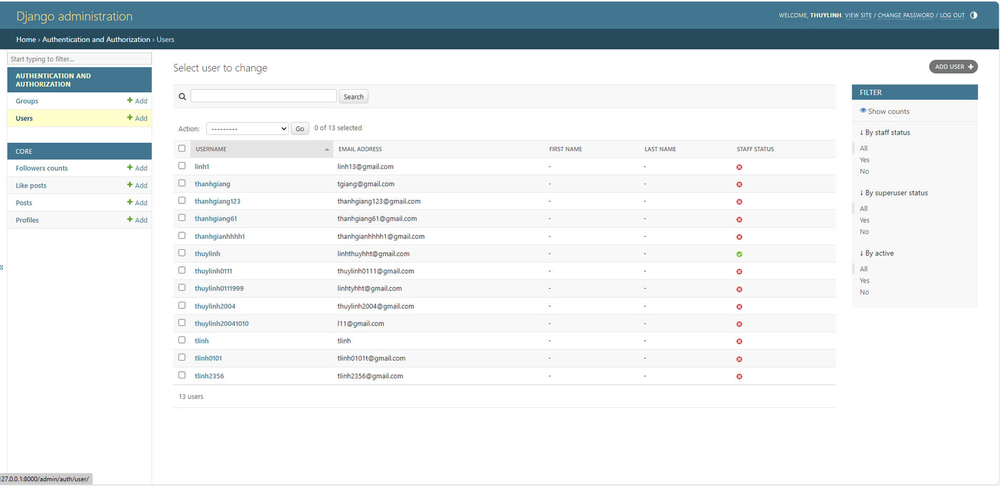 Django administration
WELCOME, THUYLINH. VIEW SITE / CHANGE PASSWORD / LOG OUT
Home › Authentication and Authorization › Users
Start typing to filter...
AUTHENTICATION AND
AUTHORIZATION
Groups + Add
Users + Add
CORE
Followers counts + Add
Like posts + Add
Posts + Add
Profiles + Add
«
Select user to change
ADD USER +
Search
Action: --------- Go 0 of 13 selected
USERNAME EMAIL ADDRESS FIRST NAME LAST NAME STAFF STATUS
linh1 linh13@gmail.com - -
thanhgiang tgiang@gmail.com - -
thanhgiang123 thanhgiang123@gmail.com - -
thanhgiang61 thanhgiang61@gmail.com - -
thanhgianhhhh1 thanhgianhhhh1@gmail.com - -
thuylinh linhthuyhht@gmail.com - -
thuylinh0111 thuylinh0111@gmail.com - -
thuylinh0111999 linhtyhht@gmail.com - -
thuylinh2004 thuylinh2004@gmail.com - -
thuylinh20041010 l11@gmail.com - -
tlinh tlinh - -
tlinh0101 tlinh0101t@gmail.com - -
tlinh2356 tlinh2356@gmail.com - -
13 users
FILTER
Show counts
↓ By staff status
All
Yes
No
↓ By superuser status
All
Yes
No
↓ By active
All
Yes
No
127.0.0.1:8000/admin/auth/user/